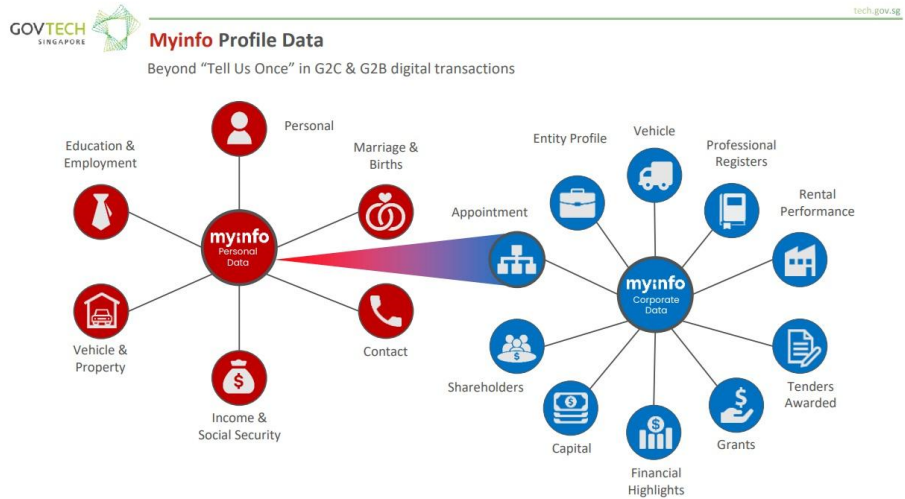 tech.gov.sg
GOVTECH
SINGAPORE
Myinfo Profile Data
Beyond "Tell Us Once" in G2C & G2B digital transactions
Personal
Education &
Employment
Marriage &
Births
myinfo
Personal
Data
Vehicle &
Property
Contact
$
Income &
Social Security
Appointment
Entity Profile
Vehicle
Professional
Registers
Rental
Performance
myinfo
Corporate
Data
$
Shareholders
$
Capital
$
Financial
Highlights
$
Grants
Tenders
Awarded